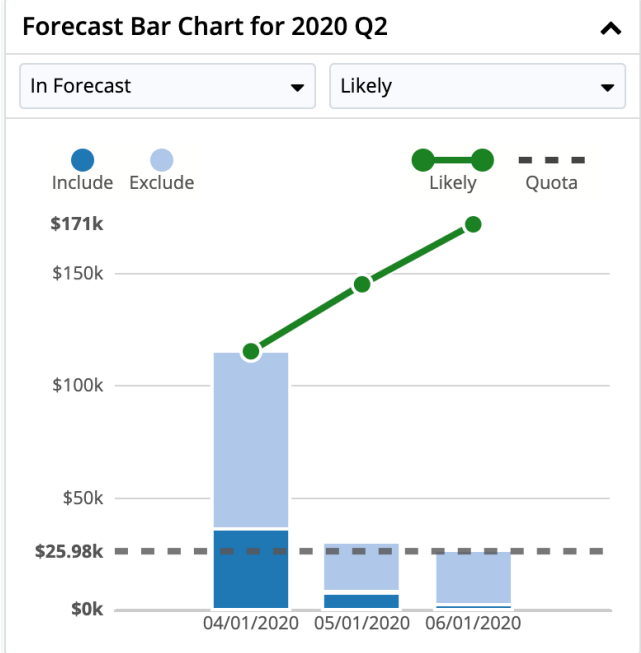 Forecast Bar Chart for 2020 Q2
In Forecast
Likely
Include
Exclude
Likely
Quota
$171k
$150k
$100k
$50k
$25.98k
$0k
04/01/2020
05/01/2020
06/01/2020